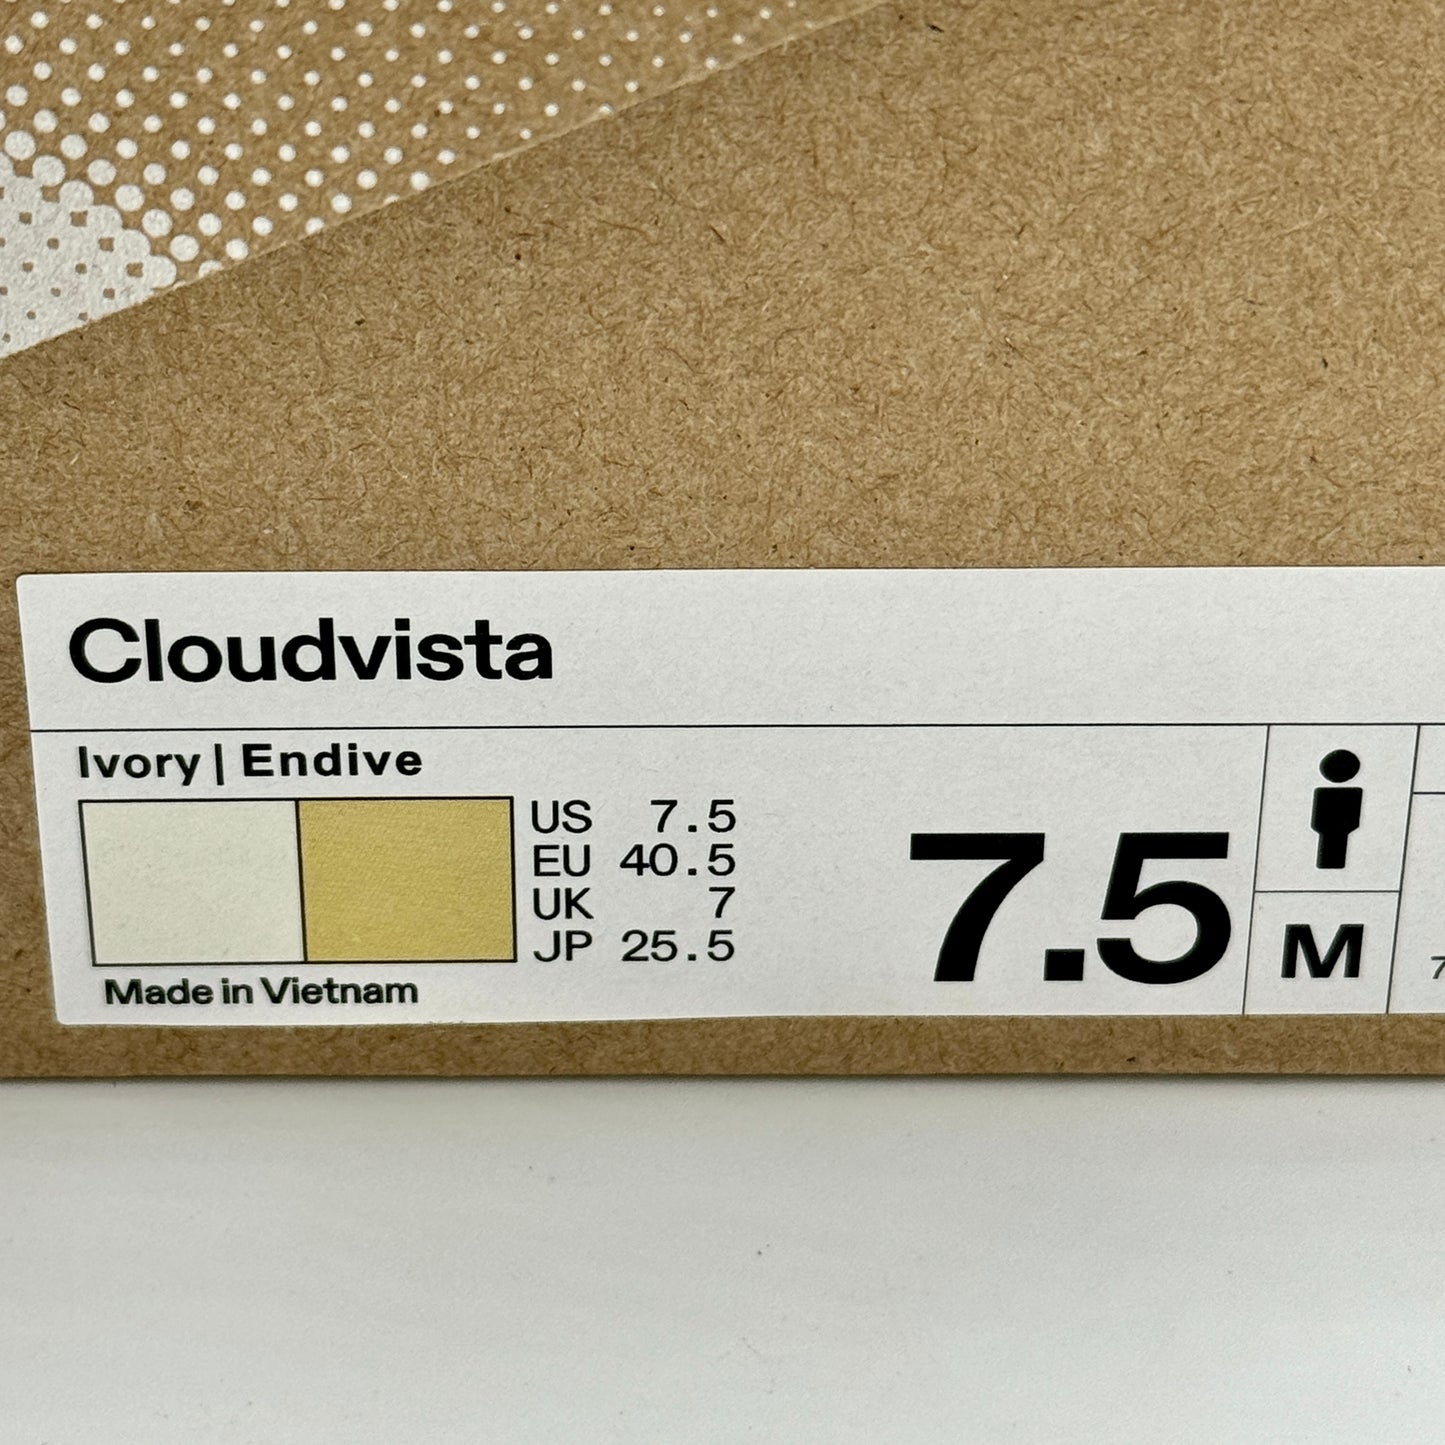 Cloudvista
Ivory | Endive
US 7.5
EU 40.5
UK 7
JP 25.5
Made in Vietnam
7.5
M
7